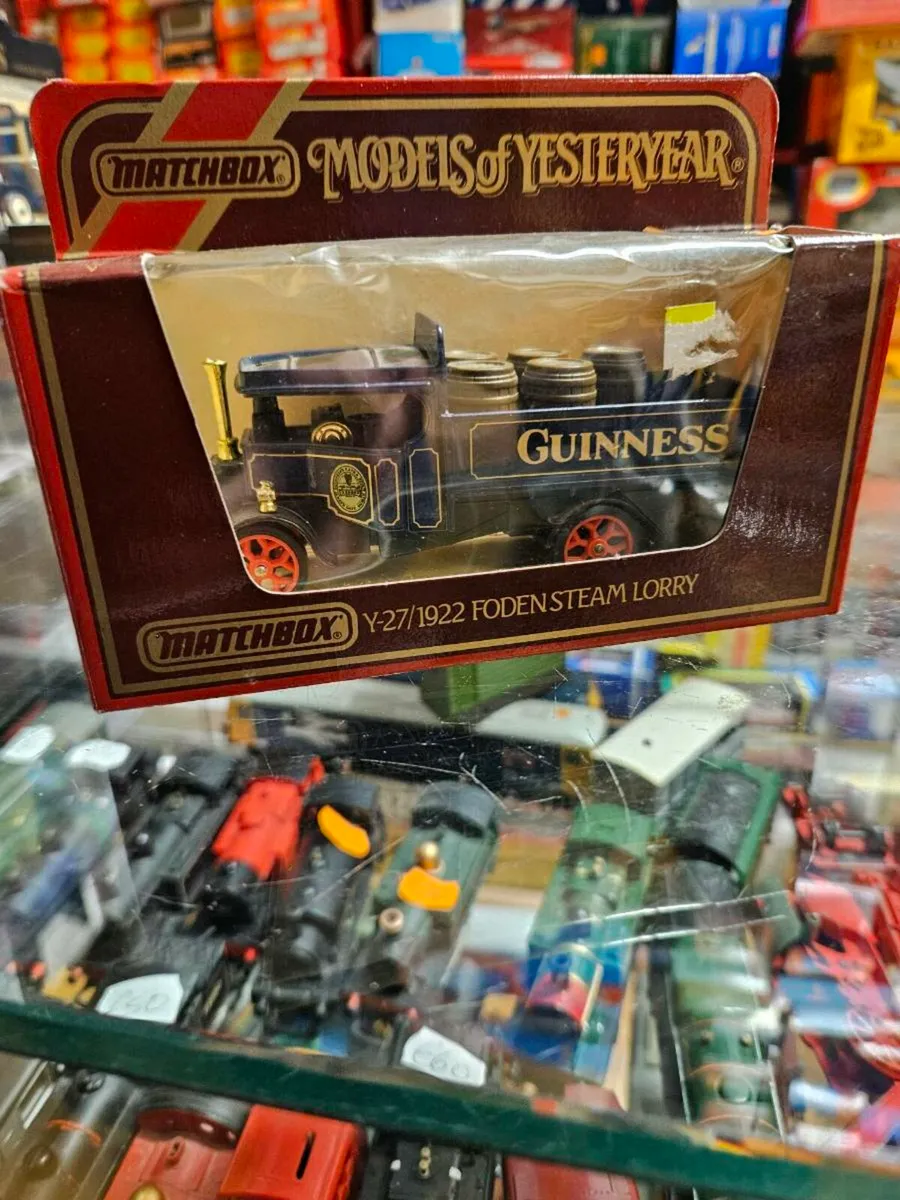 MATCHBOX
MODELS of YESTERYEAR®
GUINNESS
MATCHBOX Y-27/1922 FODEN STEAM LORRY